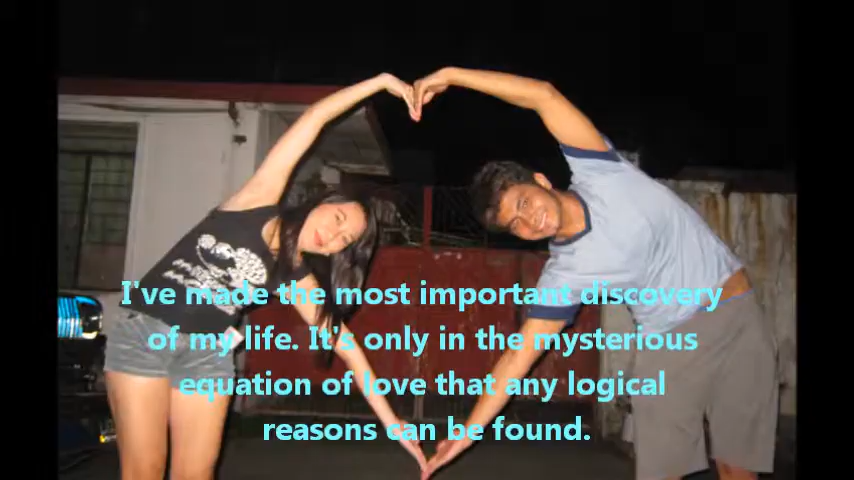 I've made the most important discovery
of my life. It's only in the mysterious
equation of love that any logical
reasons can be found.